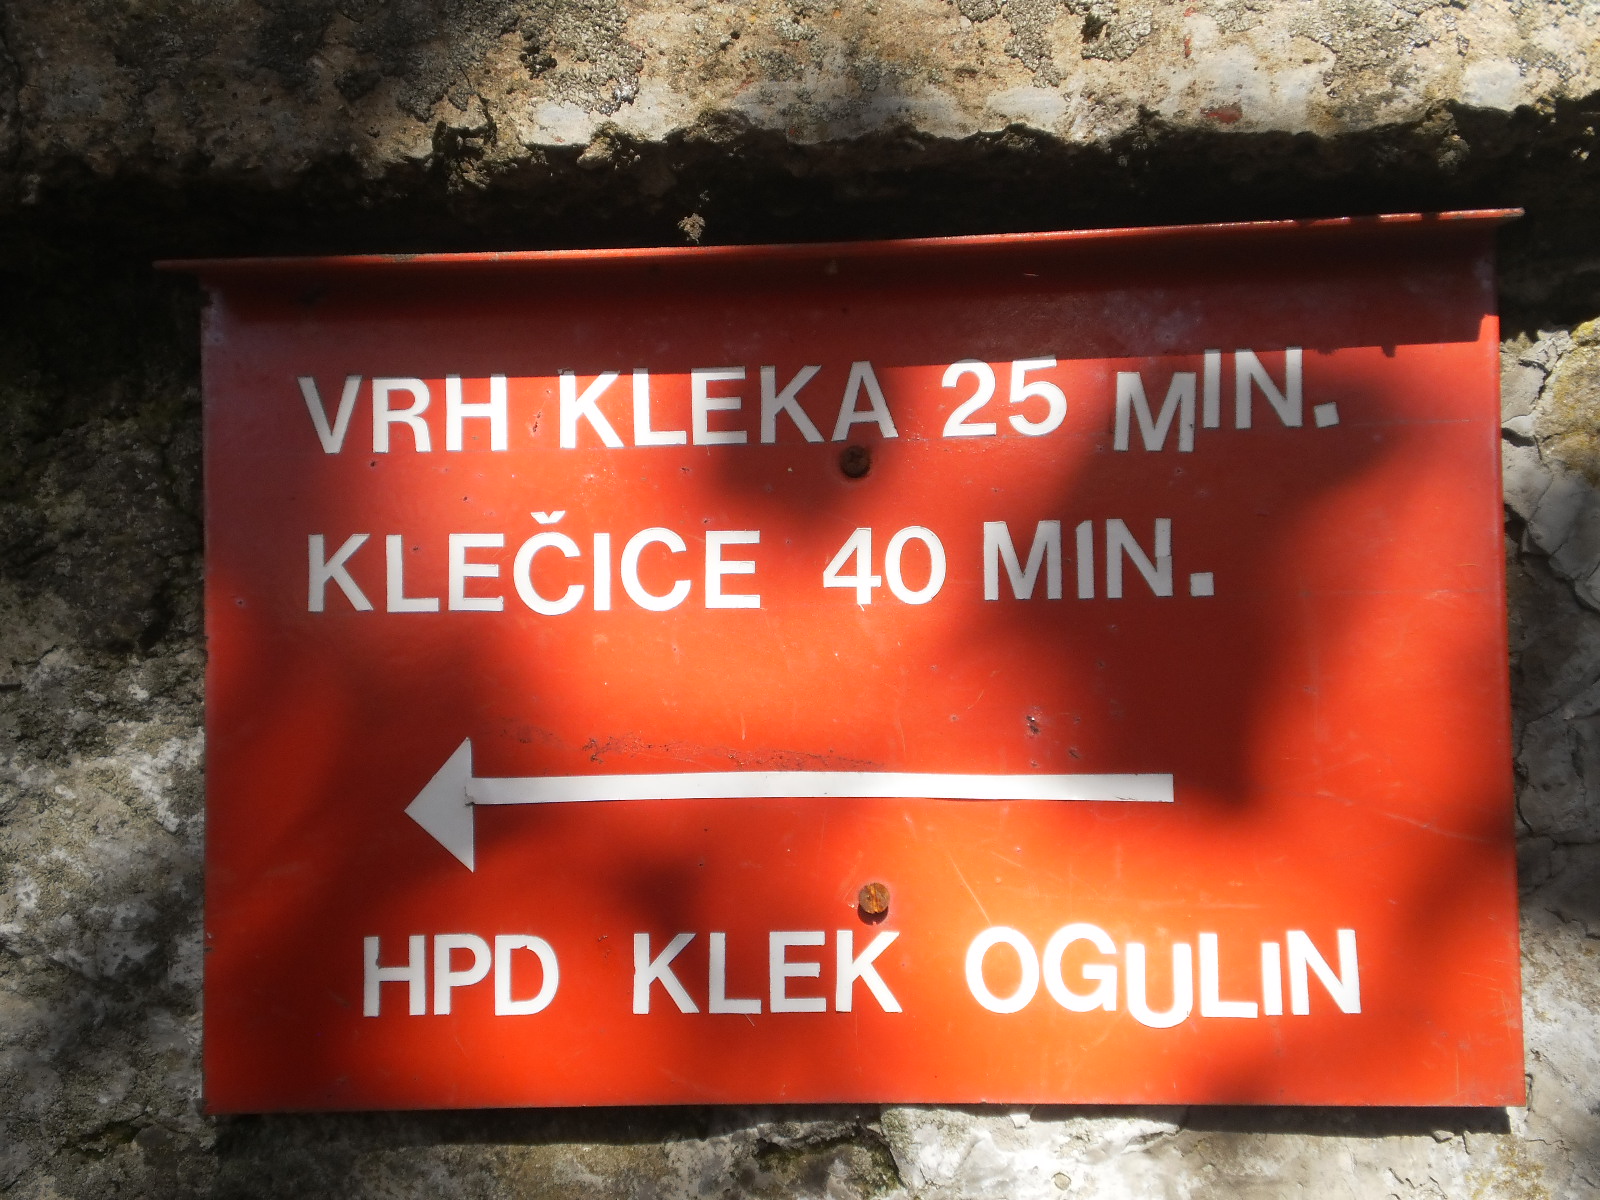 VRH KLEKA 25 MIN.
KLEČICE 40 MIN.
HPD KLEK OGULIN